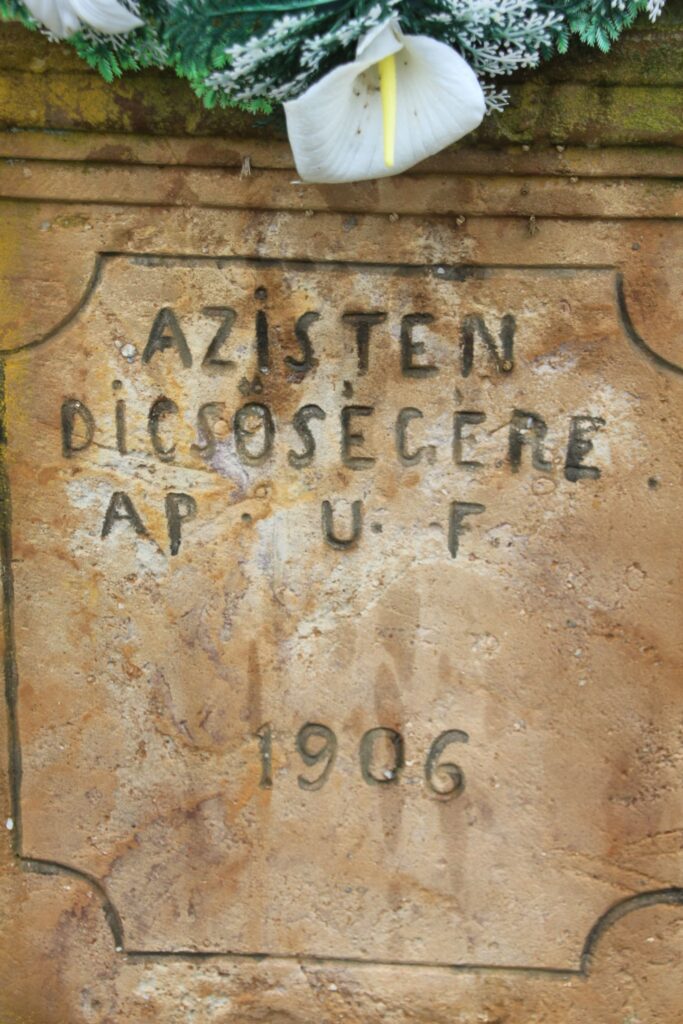 AZİSTEN
DİCSŐSÉGÉRE
AP. U. F.
1906